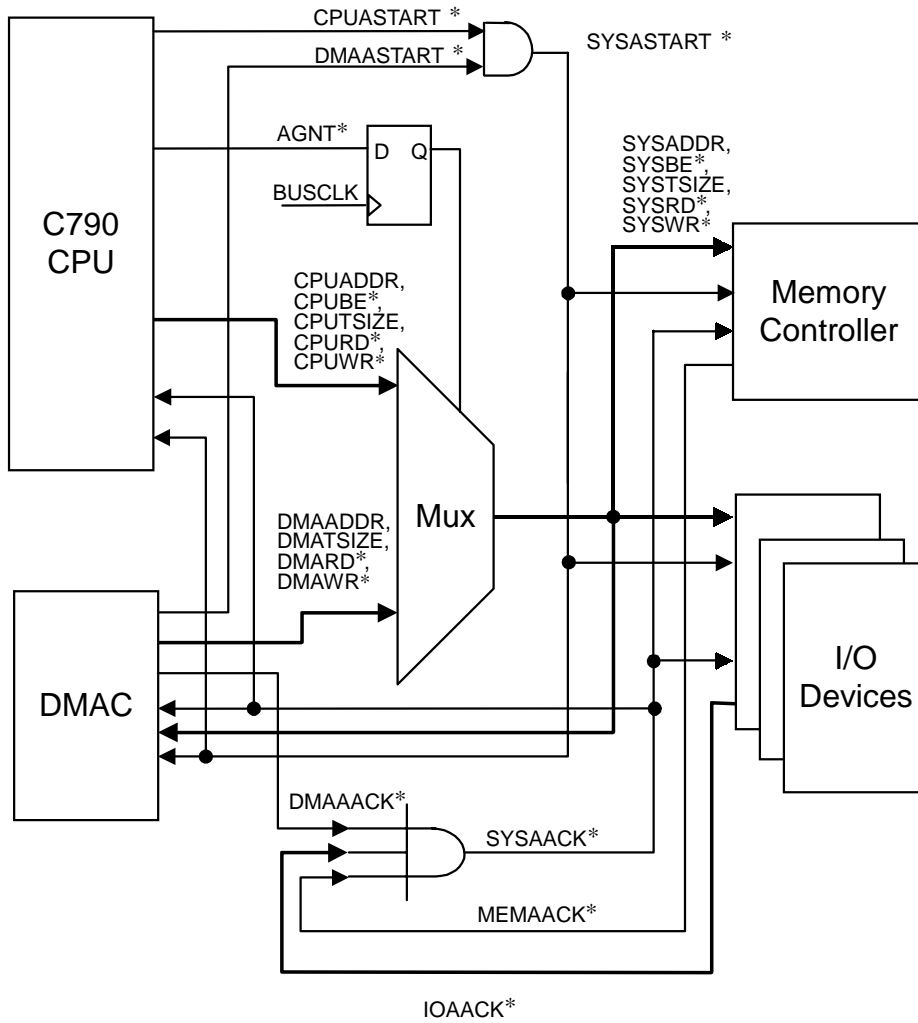 CPUASTART *
DMAASTART *
SYSASTART *
AGNT*
D Q
BUSCLK
C790
CPU
SYSADDR,
SYSBE*,
SYSTSIZE,
SYSRD*,
SYSWR*
CPUADDR,
CPUBE*,
CPUTSIZE,
CPURD*,
CPUWR*
Memory
Controller
Mux
DMAADDR,
DMATSIZE,
DMARD*,
DMAWR*
DMAC
I/O
Devices
DMAAACK*
SYSAACK*
MEMAACK*
IOAACK*